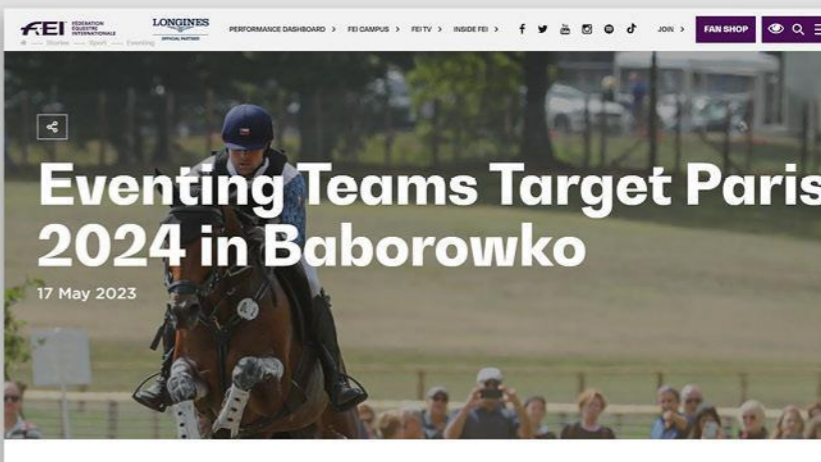 FEI FÉDÉRATION ÉQUESTRE INTERNATIONALE
LONGINES
OFFICIAL PARTNER
PERFORMANCE DASHBOARD > FEI CAMPUS > FEI TV > INSIDE FEI > JOIN > FAN SHOP
Stories — Sport — Eventing
Eventing Teams Target Paris
2024 in Baborowko
17 May 2023